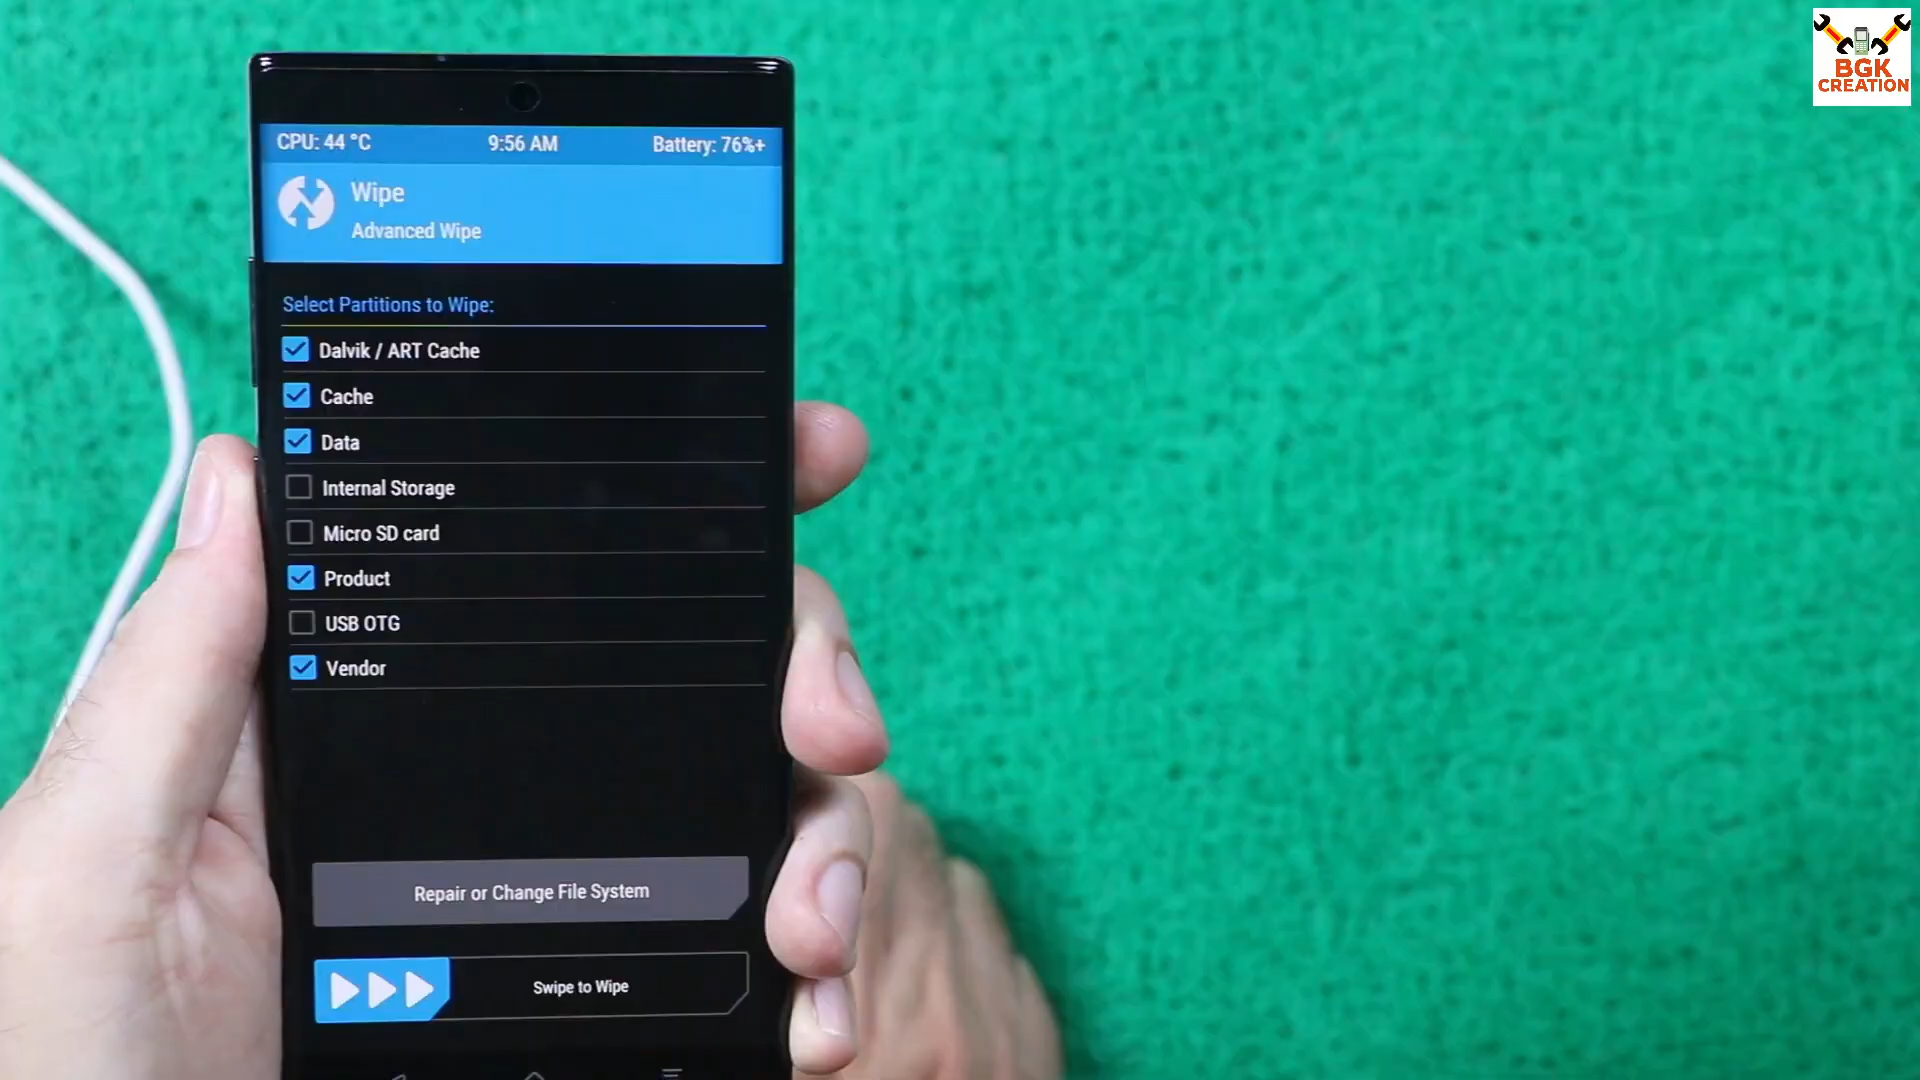 BGK
CREATION
CPU: 44 °C 9:56 AM Battery: 76%+
Wipe
Advanced Wipe
Select Partitions to Wipe:
Dalvik / ART Cache
Cache
Data
Internal Storage
Micro SD card
Product
USB OTG
Vendor
Repair or Change File System
Swipe to Wipe